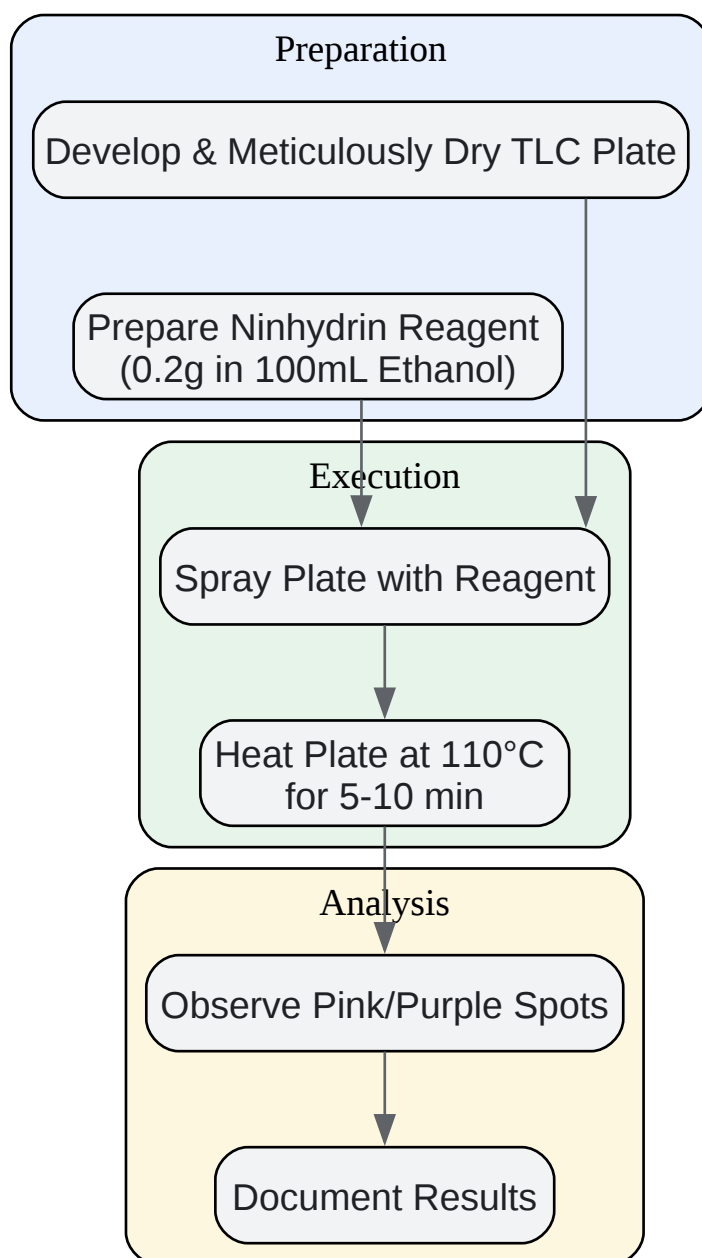 Preparation
Develop & Meticulously Dry TLC Plate
Prepare Ninhydrin Reagent
(0.2g in 100mL Ethanol)
Execution
Spray Plate with Reagent
Heat Plate at 110°C
for 5-10 min
Analysis
Observe Pink/Purple Spots
Document Results